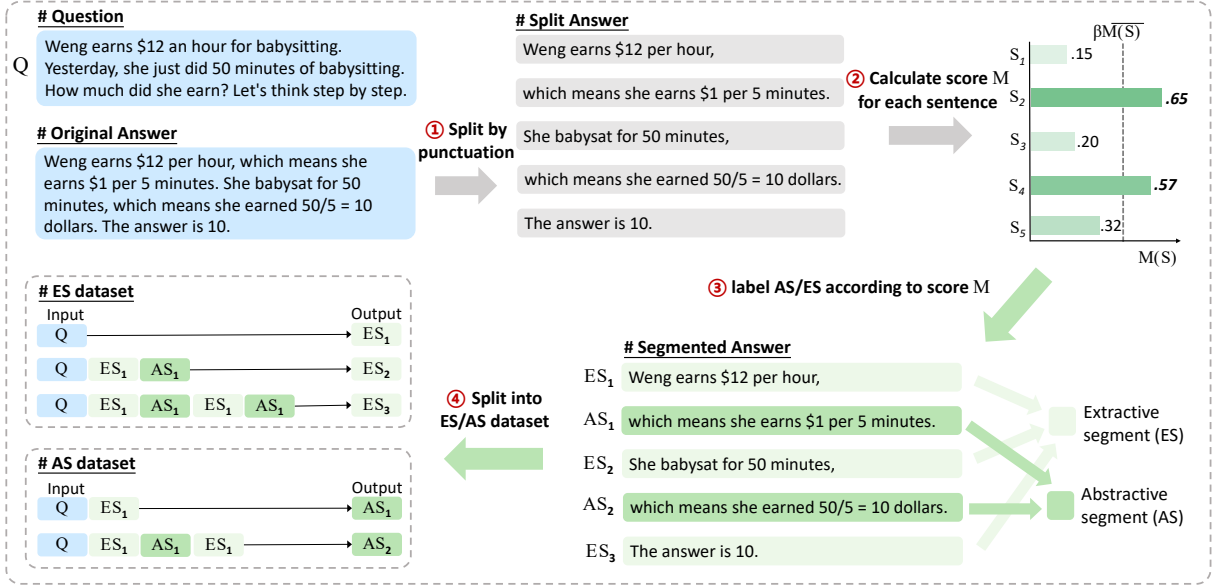 # Question
Q
Weng earns $12 an hour for babysitting.
Yesterday, she just did 50 minutes of babysitting.
How much did she earn? Let's think step by step.
# Original Answer
Weng earns $12 per hour, which means she
earns $1 per 5 minutes. She babysat for 50
minutes, which means she earned 50/5 = 10
dollars. The answer is 10.
① Split by
punctuation
# Split Answer
Weng earns $12 per hour,
which means she earns $1 per 5 minutes.
She babysat for 50 minutes,
which means she earned 50/5 = 10 dollars.
The answer is 10.
② Calculate score M
for each sentence
βM(S)
S1 .15
S2 .65
S3 .20
S4 .57
S5 .32
M(S)
③ label AS/ES according to score M
# Segmented Answer
ES1 Weng earns $12 per hour,
AS1 which means she earns $1 per 5 minutes.
ES2 She babysat for 50 minutes,
AS2 which means she earned 50/5 = 10 dollars.
ES3 The answer is 10.
Extractive
segment (ES)
Abstractive
segment (AS)
④ Split into
ES/AS dataset
# ES dataset
Input Output
Q ES1
Q ES1 AS1 ES2
Q ES1 AS1 ES1 AS1 ES3
# AS dataset
Input Output
Q ES1 AS1
Q ES1 AS1 ES1 AS2